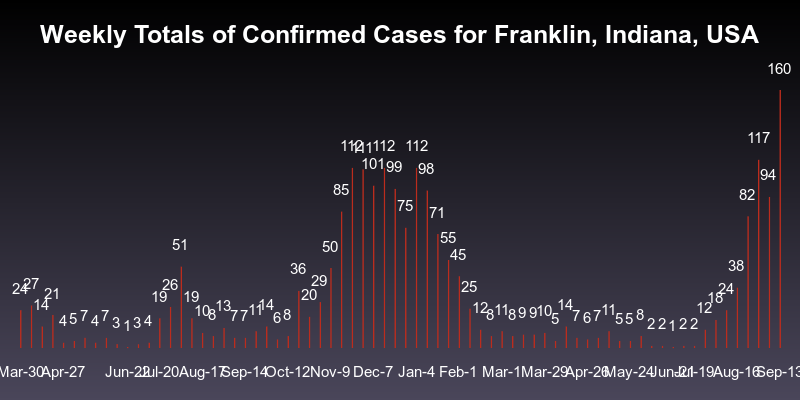 Weekly Totals of Confirmed Cases for Franklin, Indiana, USA
24 27 14 21 4 5 7 4 7 3 1 3 4 19 26 51 19 10 8 13 7 7 11 14 6 8 36 20 29 50 85 112 111 101 112 99 75 112 98 71 55 45 25 12 8 11 8 9 9 10 5 14 7 6 7 11 5 5 8 2 2 1 2 2 12 18 24 38 82 117 94 160
Mar-30 Apr-27 Jun-22 Jul-20 Aug-17 Sep-14 Oct-12 Nov-9 Dec-7 Jan-4 Feb-1 Mar-1 Mar-29 Apr-26 May-24 Jun-21 Jul-19 Aug-16 Sep-13